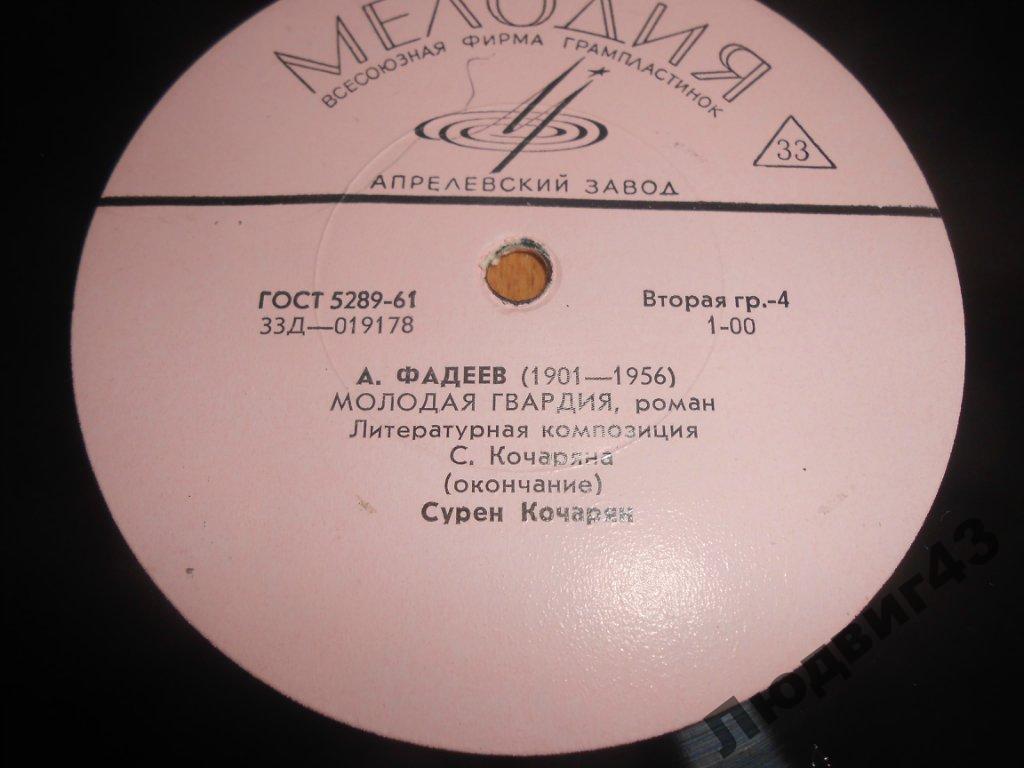 МЕЛОДИЯ
ВСЕСОЮЗНАЯ ФИРМА ГРАМПЛАСТИНОК
33
АПРЕЛЕВСКИЙ ЗАВОД
ГОСТ 5289-61
33Д—019178
Вторая гр.-4
1-00
А. ФАДЕЕВ (1901—1956)
МОЛОДАЯ ГВАРДИЯ, роман
Литературная композиция
С. Кочаряна
(окончание)
Сурен Кочарян
Людвиг43